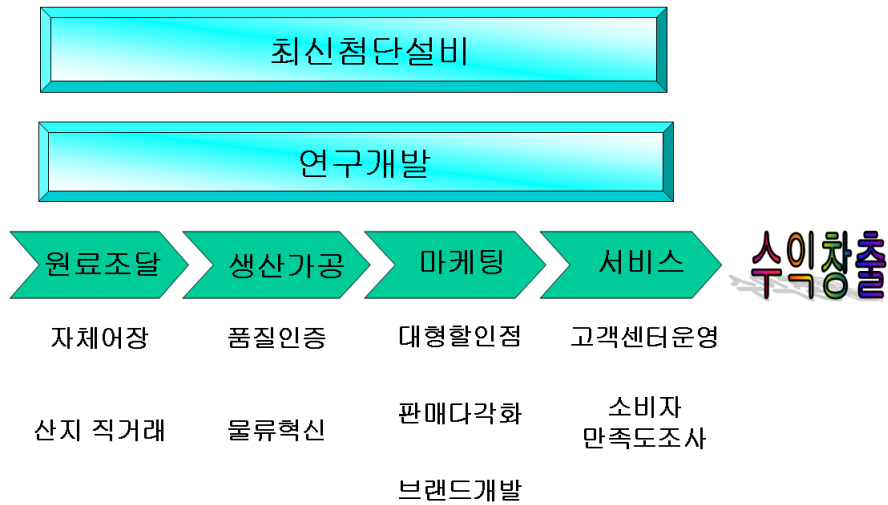 최신첨단설비
연구개발
원료조달
생산가공
마케팅
서비스
수익창출
자체어장
품질인증
대형할인점
고객센터운영
산지 직거래
물류혁신
판매다각화
소비자
만족도조사
브랜드개발